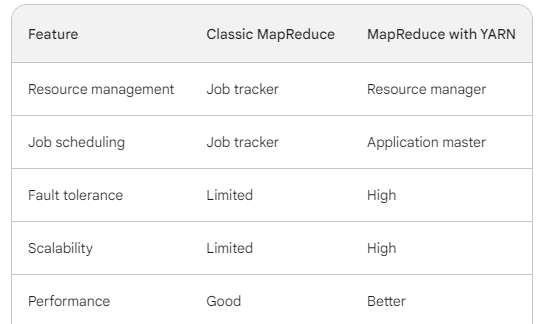 Feature Classic MapReduce MapReduce with YARN
Resource management Job tracker Resource manager
Job scheduling Job tracker Application master
Fault tolerance Limited High
Scalability Limited High
Performance Good Better